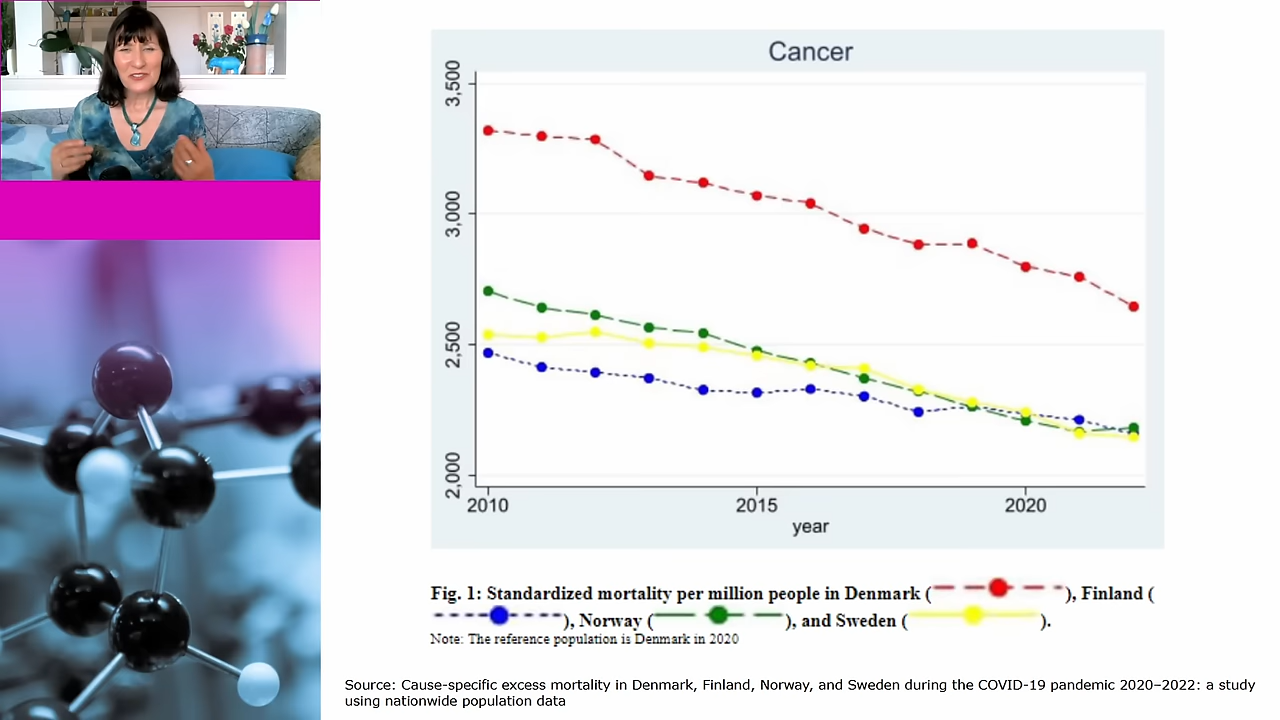 Cancer
3,500
3,000
2,500
2,000
2010
2015
2020
year
Fig. 1: Standardized mortality per million people in Denmark ( ), Finland (
), Norway ( ), and Sweden ( ).
Note: The reference population is Denmark in 2020
Source: Cause-specific excess mortality in Denmark, Finland, Norway, and Sweden during the COVID-19 pandemic 2020–2022: a study
using nationwide population data